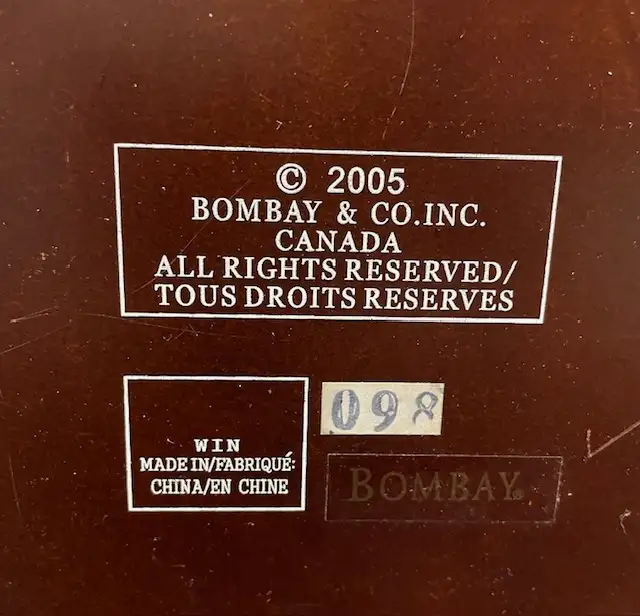 © 2005
BOMBAY & CO.INC.
CANADA
ALL RIGHTS RESERVED/
TOUS DROITS RESERVES
WIN
MADE IN/FABRIQUÉ:
CHINA/EN CHINE
098
BOMBAY®